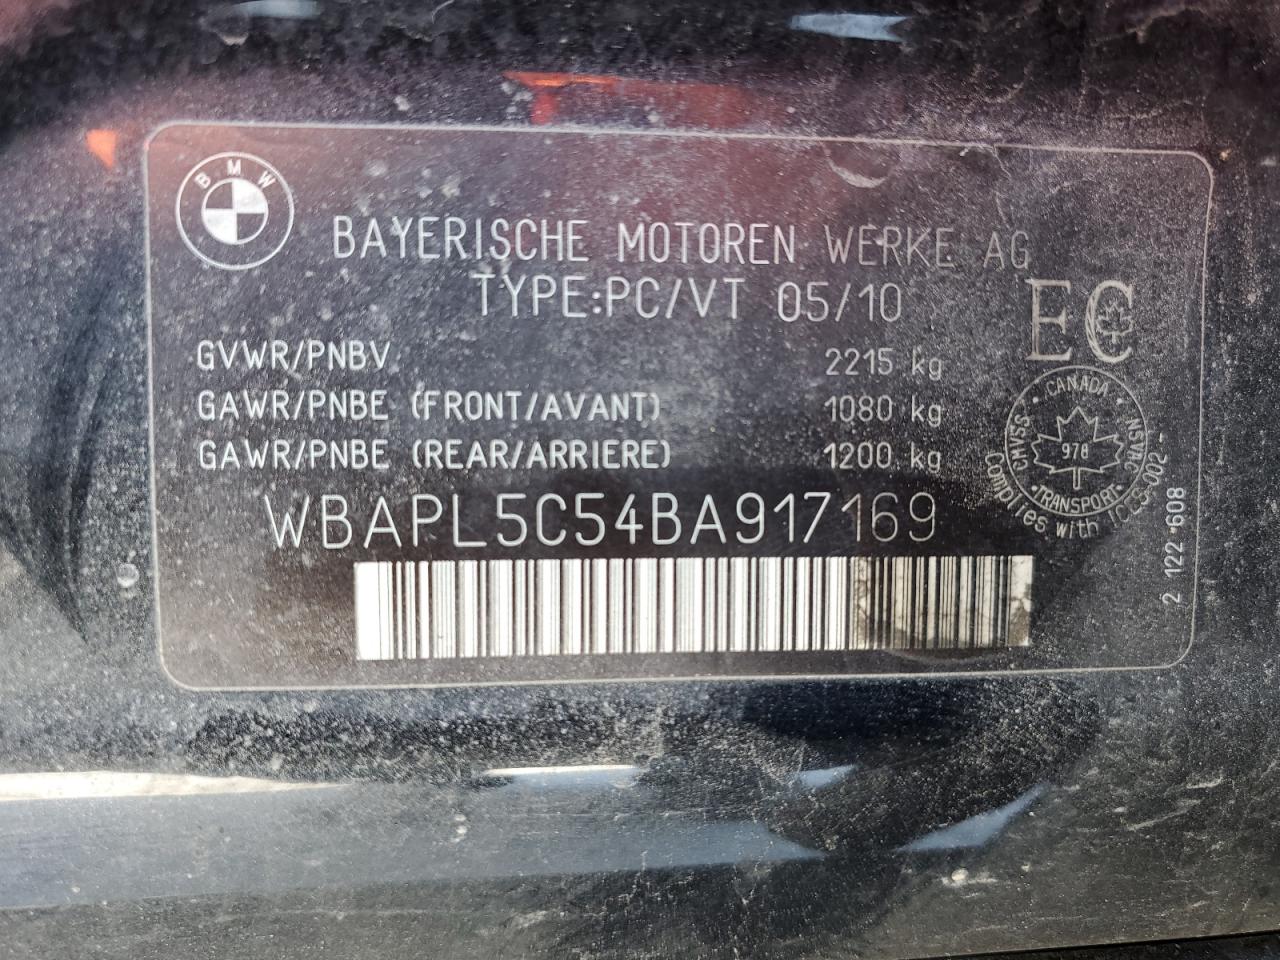 BMW
BAYERISCHE MOTOREN WERKE AG
TYPE:PC/VT 05/10
EC
GVWR/PNBV 2215 kg
GAWR/PNBE (FRONT/AVANT) 1080 kg
GAWR/PNBE (REAR/ARRIERE) 1200 kg
WBAPL5C54BA917169
CANADA
CMVSS
NSVAC
978
TRANSPORT
Complies with ICES-002
2 122 608